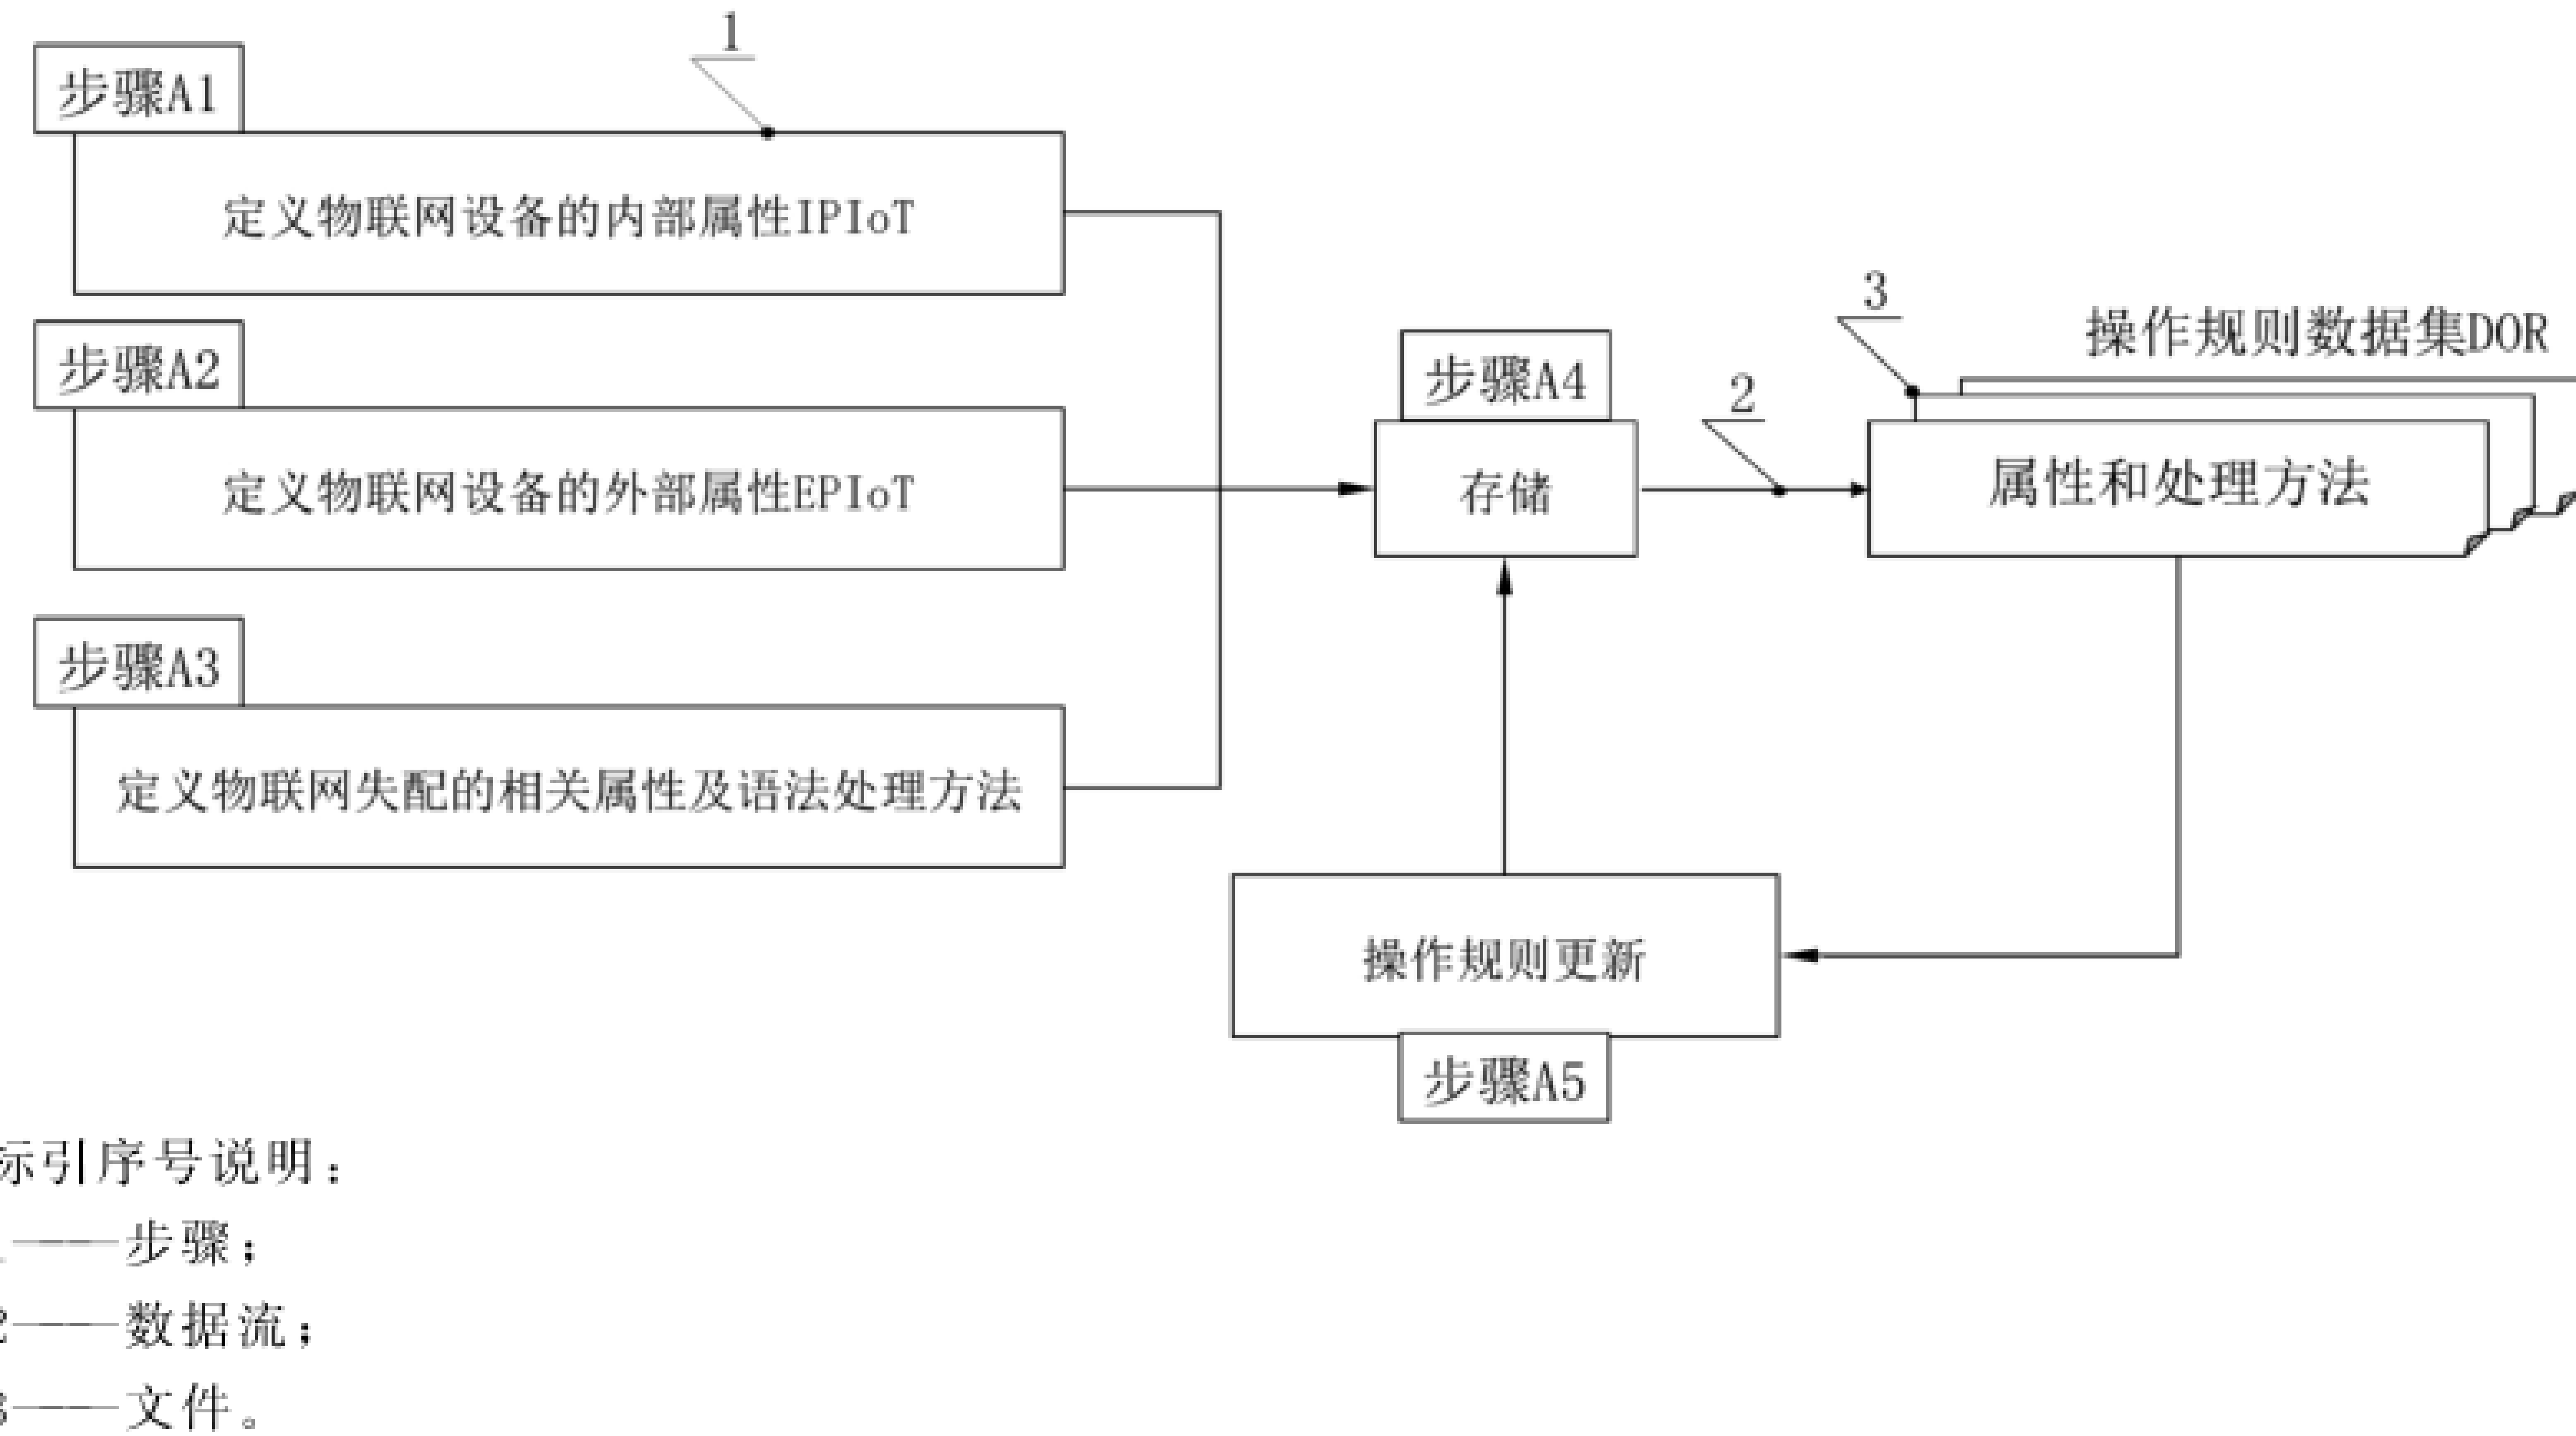 1
步骤A1
定义物联网设备的内部属性IPIoT
步骤A2
定义物联网设备的外部属性EPIoT
步骤A3
定义物联网失配的相关属性及语法处理方法
步骤A4
存储
2
3
操作规则数据集DOR
属性和处理方法
操作规则更新
步骤A5
标引序号说明：
1——步骤；
2——数据流；
3——文件。